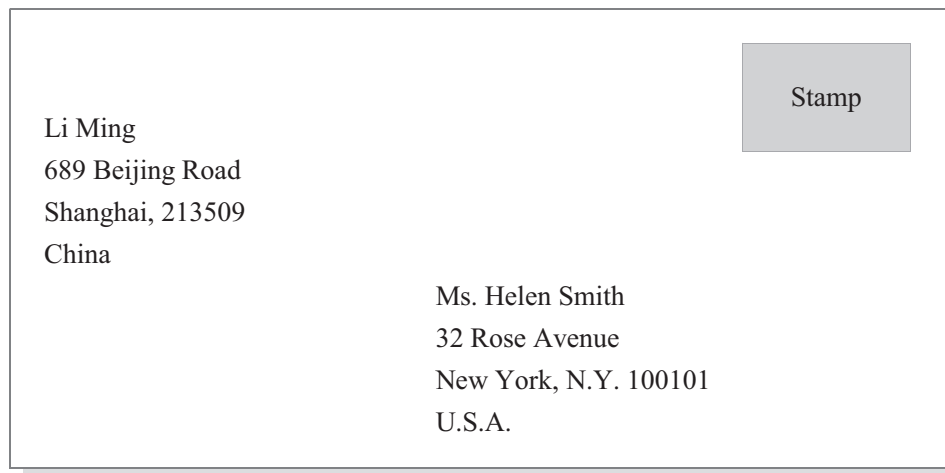 Stamp
Li Ming
689 Beijing Road
Shanghai, 213509
China
Ms. Helen Smith
32 Rose Avenue
New York, N.Y. 100101
U.S.A.